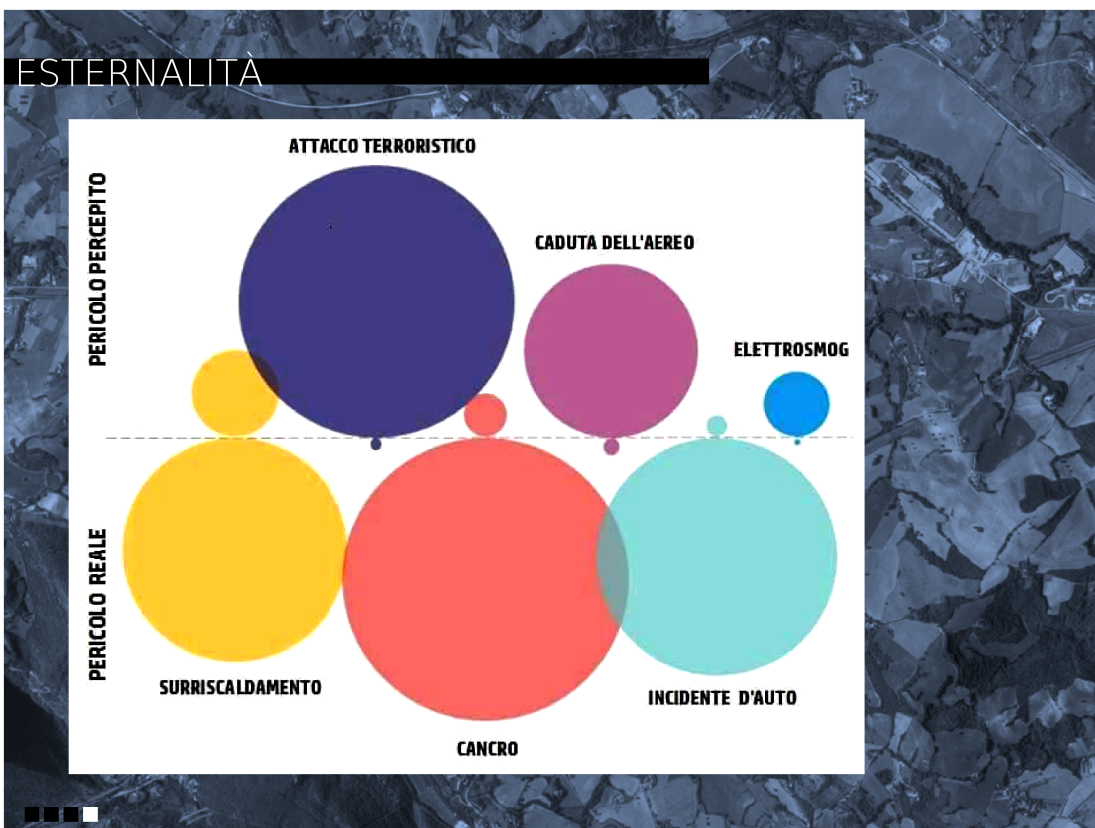 ESTERNALITÀ
ATTACCO TERRORISTICO
PERICOLO PERCEPITO
CADUTA DELL'AEREO
ELETTROSMOG
PERICOLO REALE
SURRISCALDAMENTO
INCIDENTE D'AUTO
CANCRO